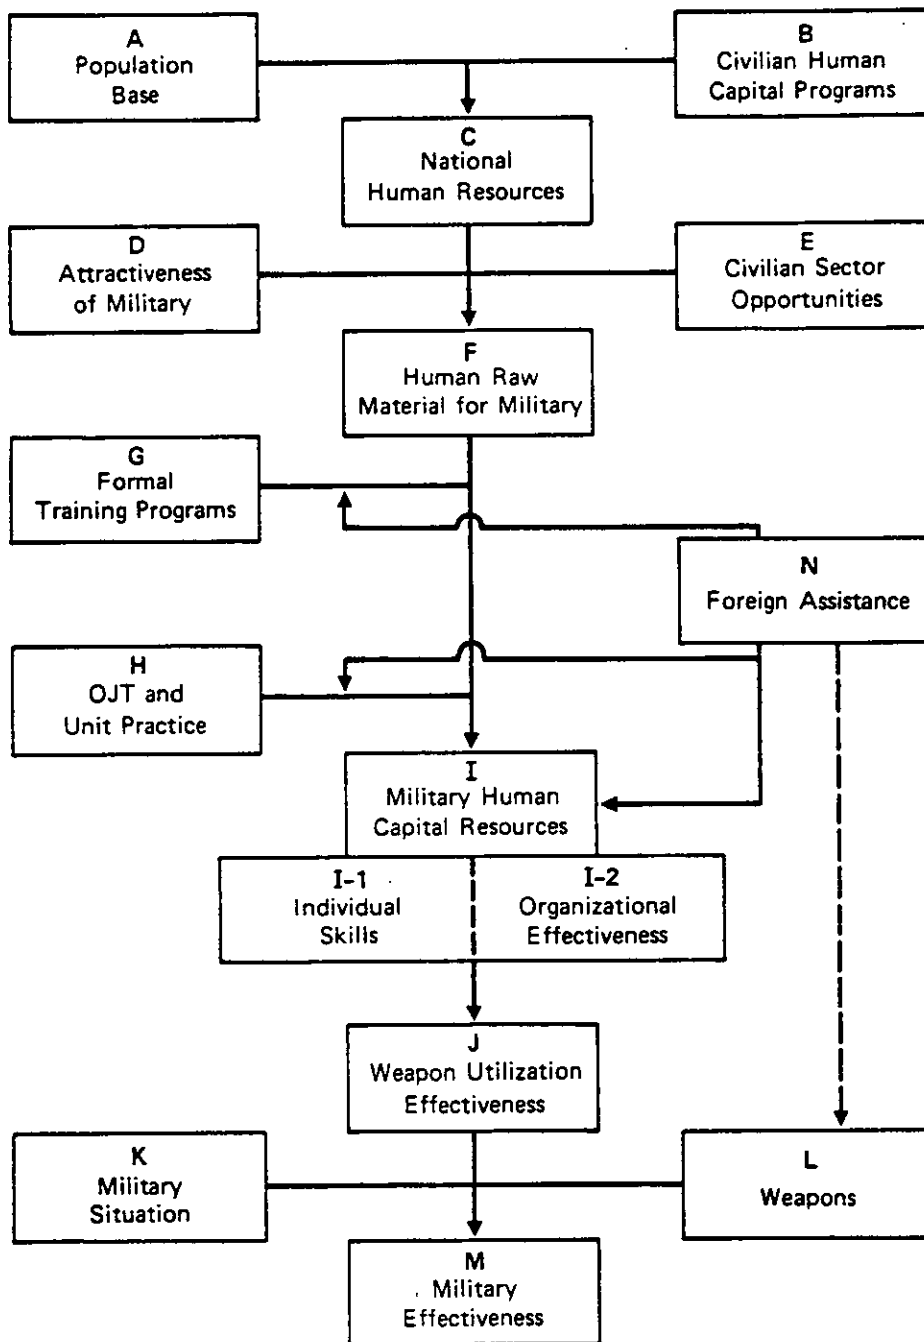 A
Population
Base
B
Civilian Human
Capital Programs
C
National
Human Resources
D
Attractiveness
of Military
E
Civilian Sector
Opportunities
F
Human Raw
Material for Military
G
Formal
Training Programs
N
Foreign Assistance
H
OJT and
Unit Practice
I
Military Human
Capital Resources
I-1
Individual
Skills
I-2
Organizational
Effectiveness
J
Weapon Utilization
Effectiveness
K
Military
Situation
L
Weapons
M
Military
Effectiveness